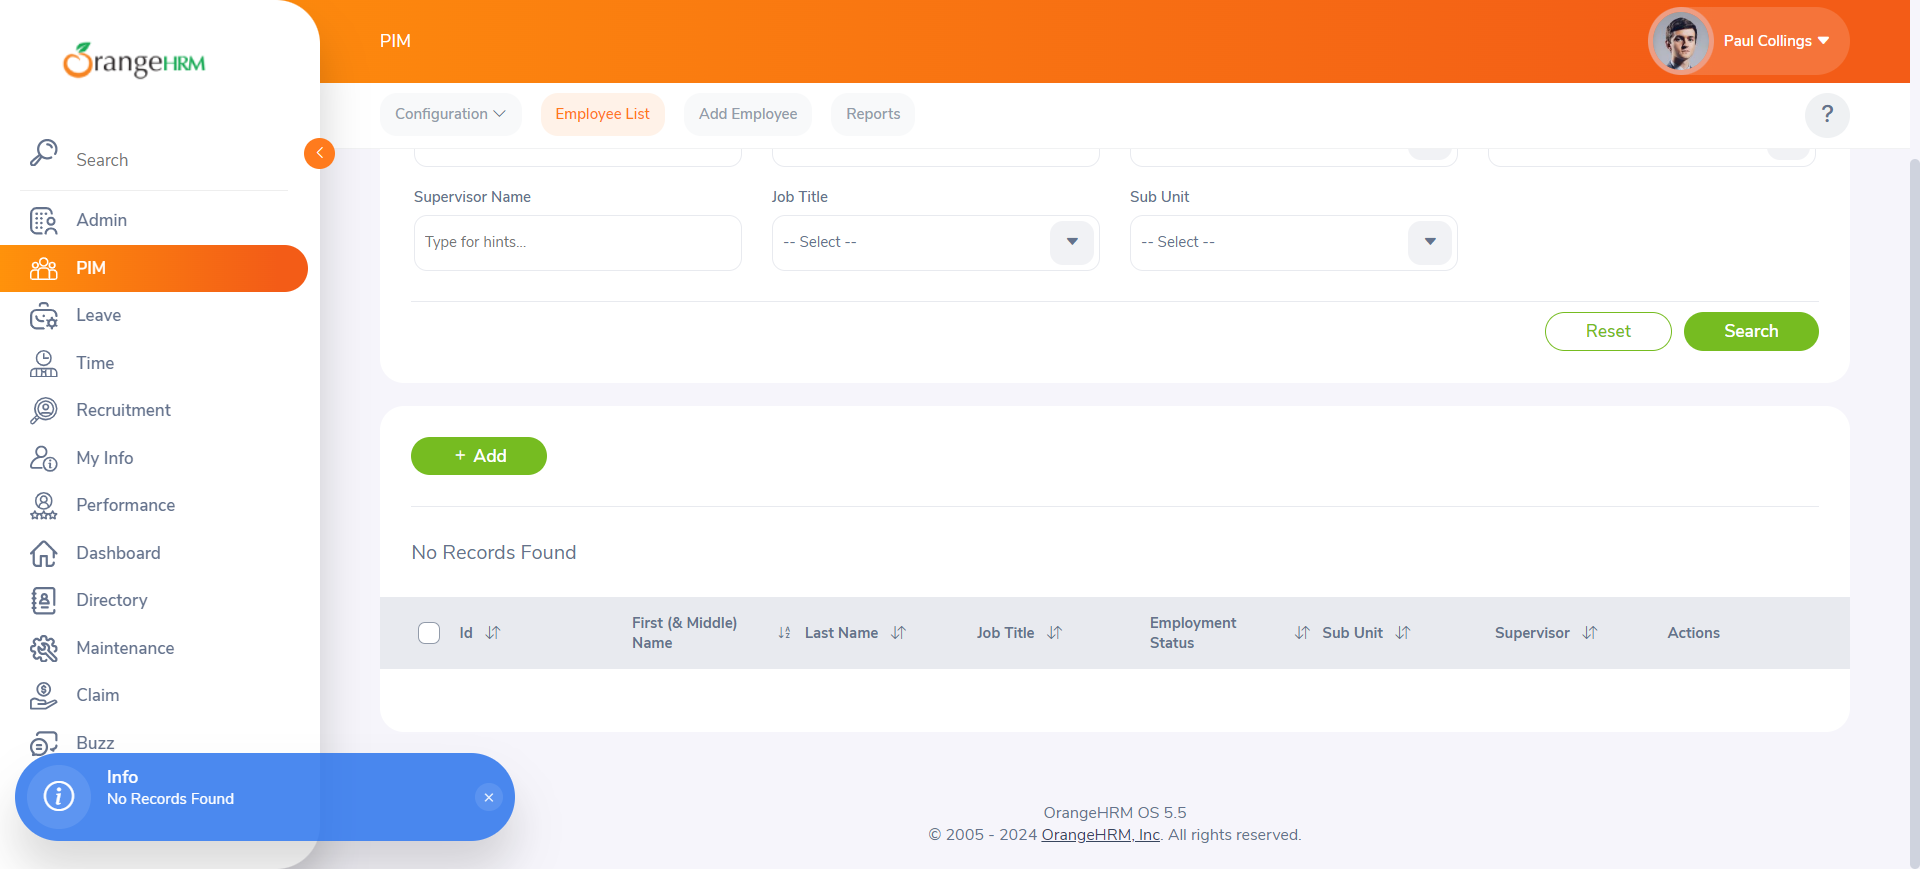 OrangeHRM
PIM
Paul Collings
Configuration
Employee List
Add Employee
Reports
?
Search
Admin
PIM
Leave
Time
Recruitment
My Info
Performance
Dashboard
Directory
Maintenance
Claim
Buzz
Supervisor Name
Type for hints...
Job Title
-- Select --
Sub Unit
-- Select --
Reset
Search
+ Add
No Records Found
Id
First (& Middle)
Name
Last Name
Job Title
Employment
Status
Sub Unit
Supervisor
Actions
Info
No Records Found
OrangeHRM OS 5.5
© 2005 - 2024 OrangeHRM, Inc. All rights reserved.